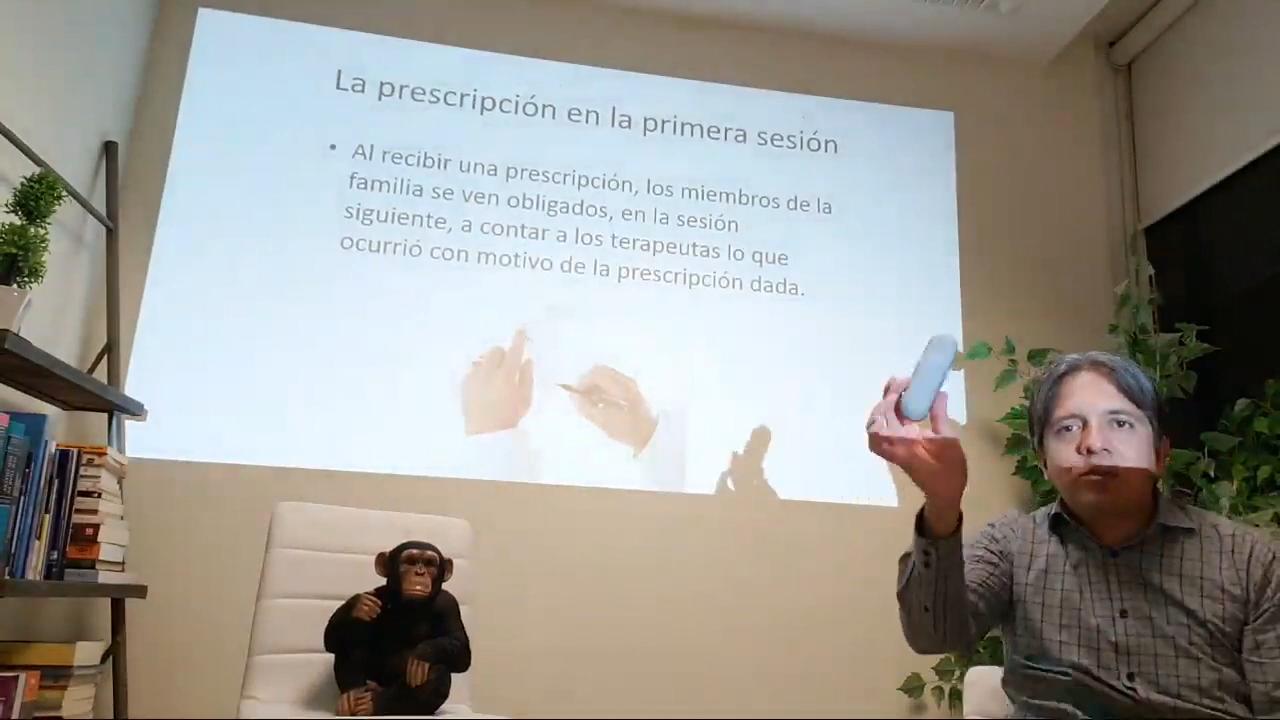 La prescripción en la primera sesión
• Al recibir una prescripción, los miembros de la
familia se ven obligados, en la sesión
siguiente, a contar a los terapeutas lo que
ocurrió con motivo de la prescripción dada.